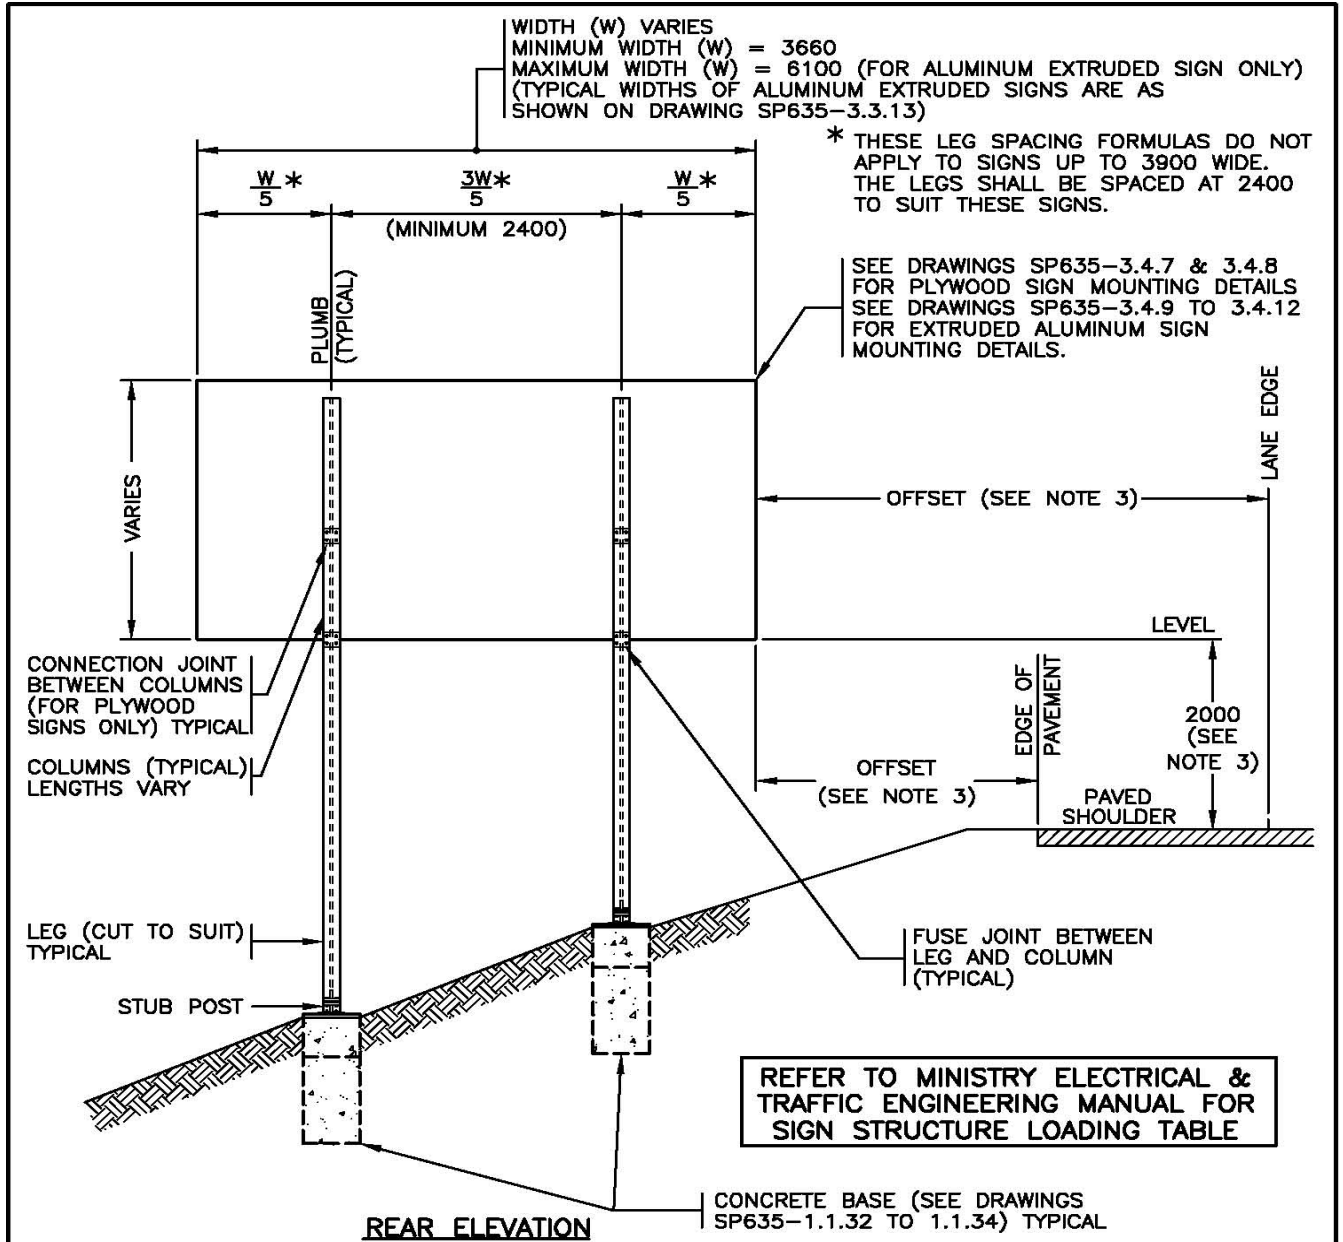 WIDTH (W) VARIES
MINIMUM WIDTH (W) = 3660
MAXIMUM WIDTH (W) = 6100 (FOR ALUMINUM EXTRUDED SIGN ONLY)
(TYPICAL WIDTHS OF ALUMINUM EXTRUDED SIGNS ARE AS
SHOWN ON DRAWING SP635-3.3.13)
* THESE LEG SPACING FORMULAS DO NOT
APPLY TO SIGNS UP TO 3900 WIDE.
THE LEGS SHALL BE SPACED AT 2400
TO SUIT THESE SIGNS.
W/5 *
3W/5 *
W/5 *
(MINIMUM 2400)
PLUMB
(TYPICAL)
SEE DRAWINGS SP635-3.4.7 & 3.4.8
FOR PLYWOOD SIGN MOUNTING DETAILS
SEE DRAWINGS SP635-3.4.9 TO 3.4.12
FOR EXTRUDED ALUMINUM SIGN
MOUNTING DETAILS.
LANE EDGE
VARIES
OFFSET (SEE NOTE 3)
LEVEL
CONNECTION JOINT
BETWEEN COLUMNS
(FOR PLYWOOD
SIGNS ONLY) TYPICAL
COLUMNS (TYPICAL)
LENGTHS VARY
EDGE OF
PAVEMENT
2000
(SEE
NOTE 3)
OFFSET
(SEE NOTE 3)
PAVED
SHOULDER
LEG (CUT TO SUIT)
TYPICAL
FUSE JOINT BETWEEN
LEG AND COLUMN
(TYPICAL)
STUB POST
REFER TO MINISTRY ELECTRICAL &
TRAFFIC ENGINEERING MANUAL FOR
SIGN STRUCTURE LOADING TABLE
CONCRETE BASE (SEE DRAWINGS
SP635-1.1.32 TO 1.1.34) TYPICAL
REAR ELEVATION